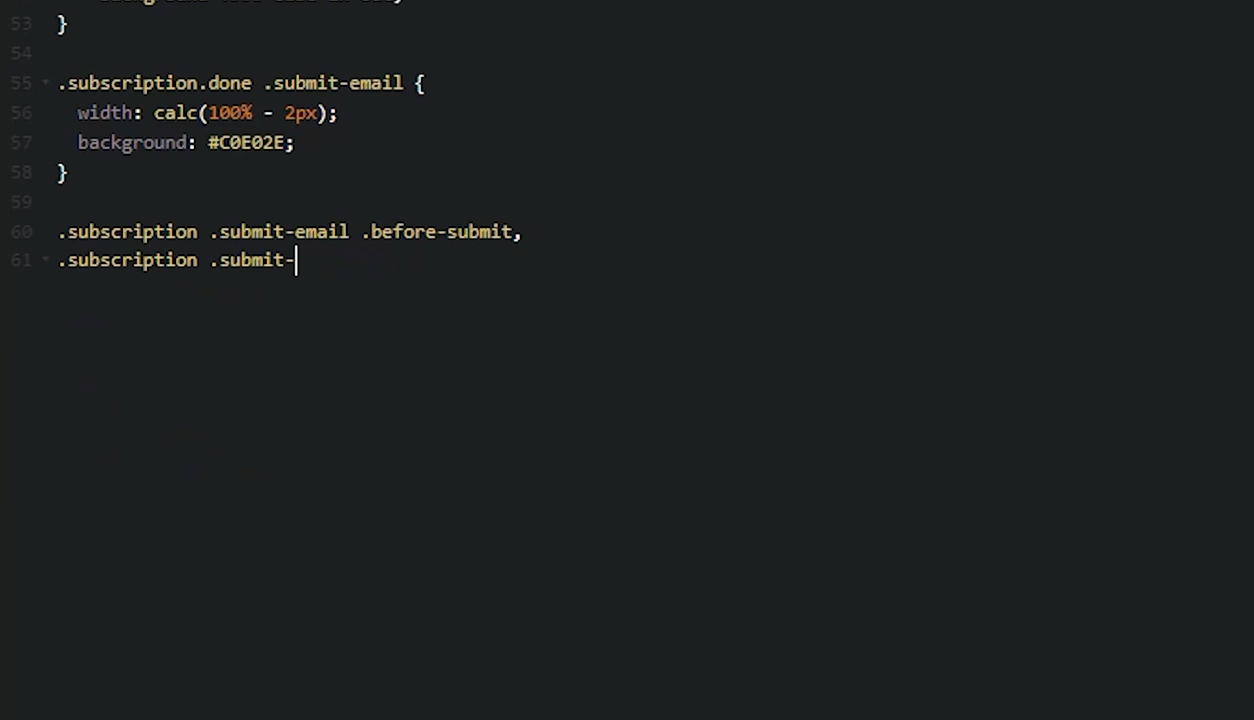 53 }
54
55 .subscription.done .submit-email {
56 width: calc(100% - 2px);
57 background: #C0E02E;
58 }
59
60 .subscription .submit-email .before-submit,
61 .subscription .submit-